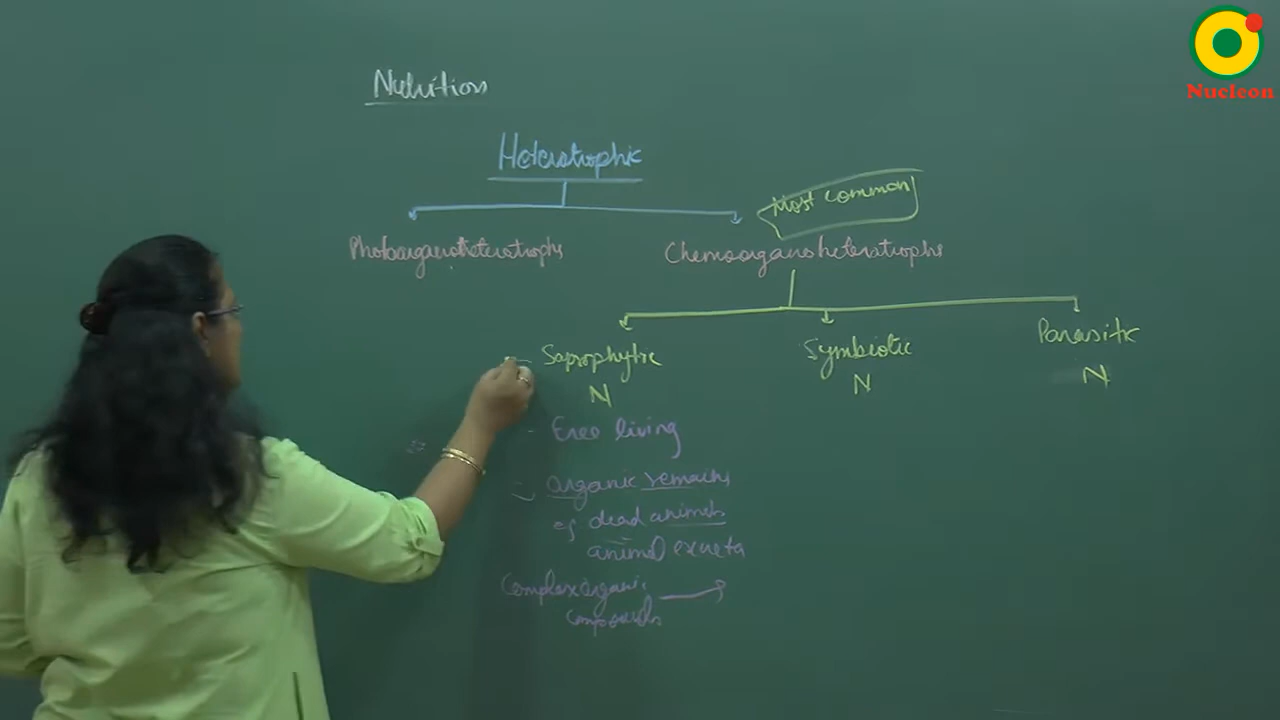 Nucleon
Nutrition
Heterotrophic
Most common
Photoorganoheterotrophs
Chemoorganoheterotrophs
Saprophytic
N
Symbiotic
N
Parasitic
N
- Free living
- Organic remains
eg dead animals
animal excreta
Complex organic
compounds